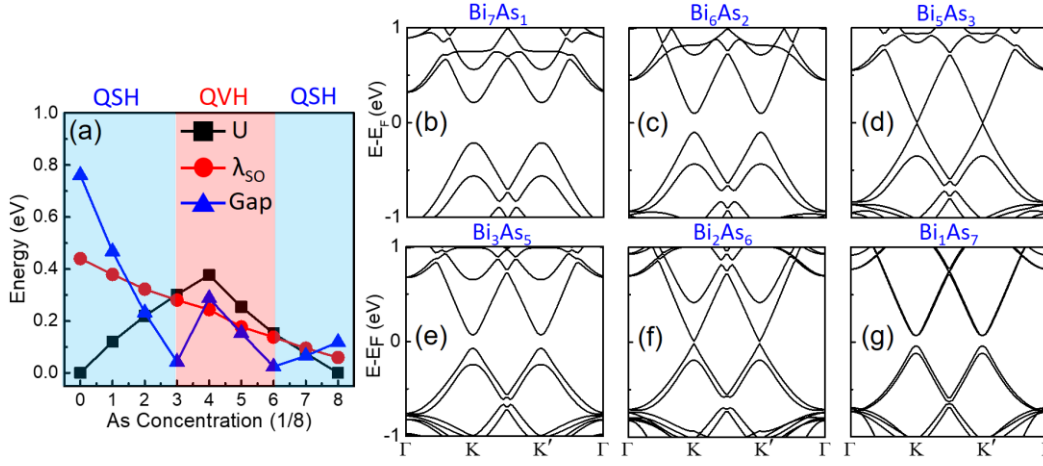 QSH QVH QSH
(a)
U
λSO
Gap
Energy (eV)
1.0
0.8
0.6
0.4
0.2
0.0
0 1 2 3 4 5 6 7 8
As Concentration (1/8)
Bi7As1 Bi6As2 Bi5As3
1
0
-1
E-EF (eV)
(b) (c) (d)
Bi3As5 Bi2As6 Bi1As7
1
0
-1
E-EF (eV)
(e) (f) (g)
Γ K K′ Γ Γ K K′ Γ Γ K K′ Γ